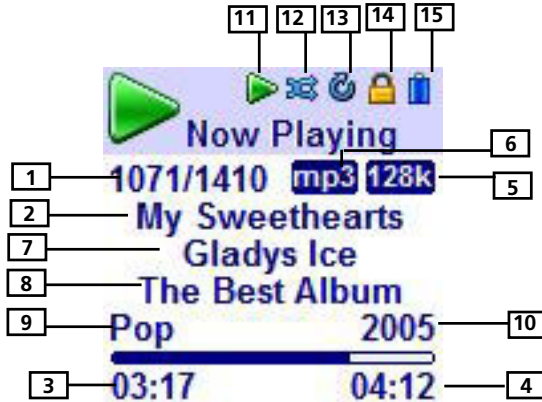 11 12 13 14 15
Now Playing
6
1 1071/1410 mp3 128k 5
2 My Sweethearts
7 Gladys Ice
8 The Best Album
9 Pop 2005 10
3 03:17 04:12 4